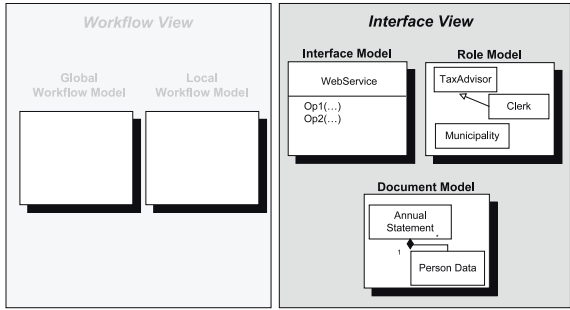 Workflow View
Global
Workflow Model
Local
Workflow Model
Interface View
Interface Model
WebService
Op1(...)
Op2(...)
Role Model
TaxAdvisor
Clerk
Municipality
Document Model
Annual
Statement
*
1
Person Data